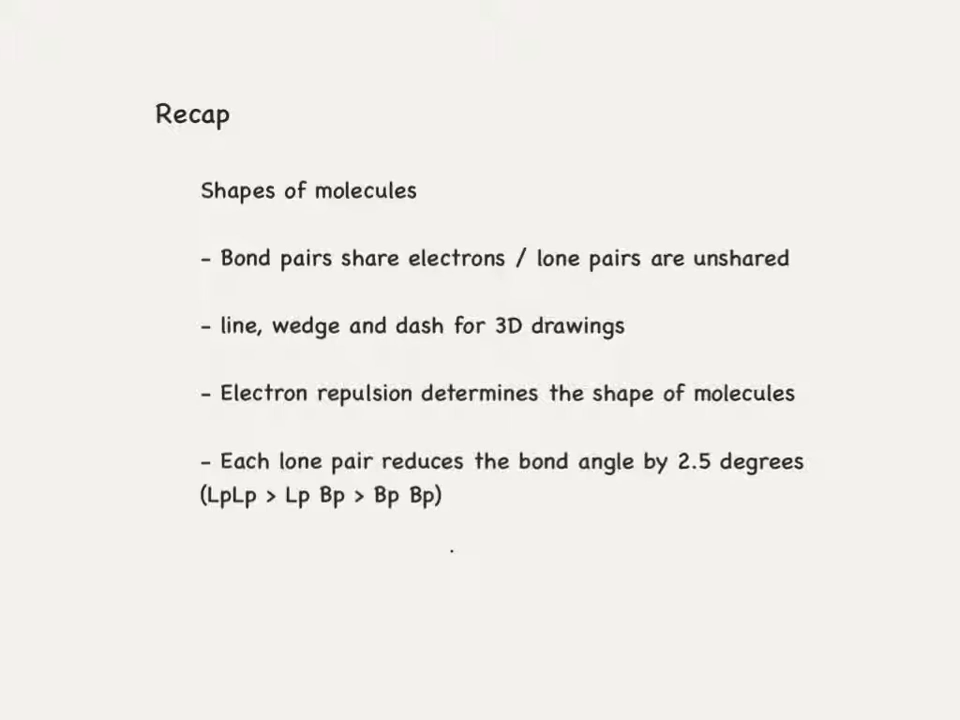 Recap
Shapes of molecules
- Bond pairs share electrons / lone pairs are unshared
- line, wedge and dash for 3D drawings
- Electron repulsion determines the shape of molecules
- Each lone pair reduces the bond angle by 2.5 degrees
(LpLp > Lp Bp > Bp Bp)